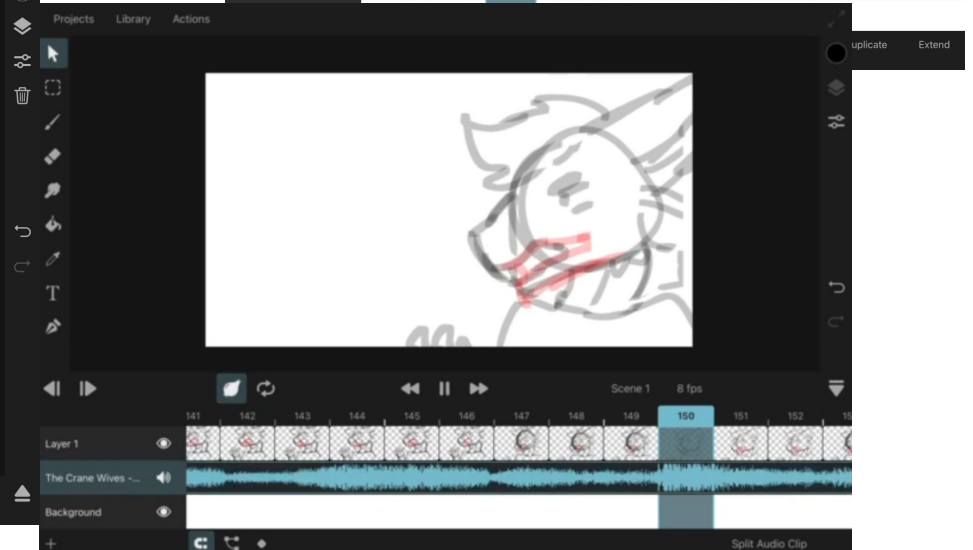 Projects Library Actions
uplicate Extend
T
Scene 1 8 fps
141 142 143 144 145 146 147 148 149 150 151 152 15
Layer 1
The Crane Wives -...
Background
Split Audio Clip